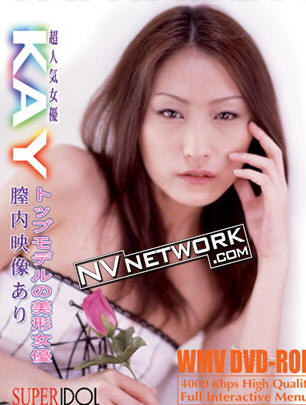 超人気女優
KAY
トップモデルの美形女優
膣内映像あり
NVNETWORK
.COM
WMV DVD-RO
4000 Kbps High Qualit
Full Interactive Menu
SUPERIDOL